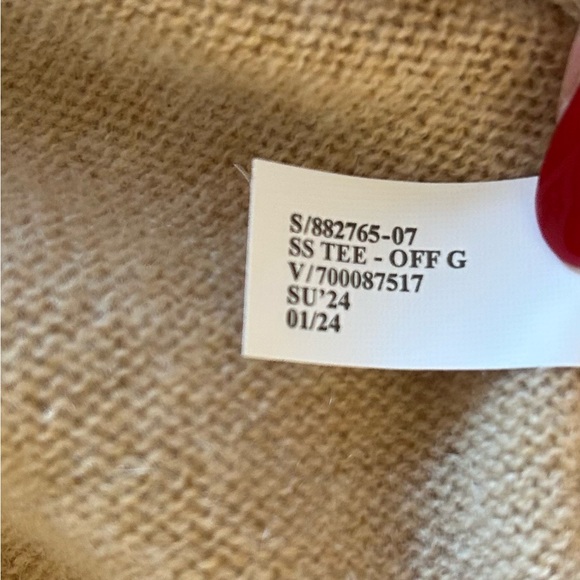 S/882765-07
SS TEE - OFF G
V/700087517
SU'24
01/24